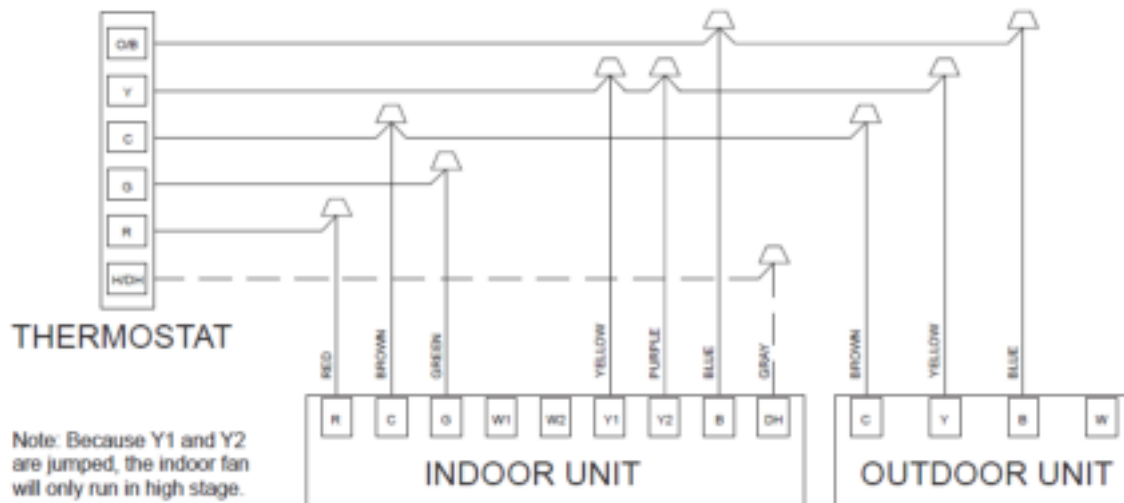 O/B
Y
C
G
R
H/DH
THERMOSTAT
RED
BROWN
GREEN
YELLOW
PURPLE
BLUE
GRAY
BROWN
YELLOW
BLUE
R C G W1 W2 Y1 Y2 B DH
C Y B W
INDOOR UNIT
OUTDOOR UNIT
Note: Because Y1 and Y2
are jumped, the indoor fan
will only run in high stage.